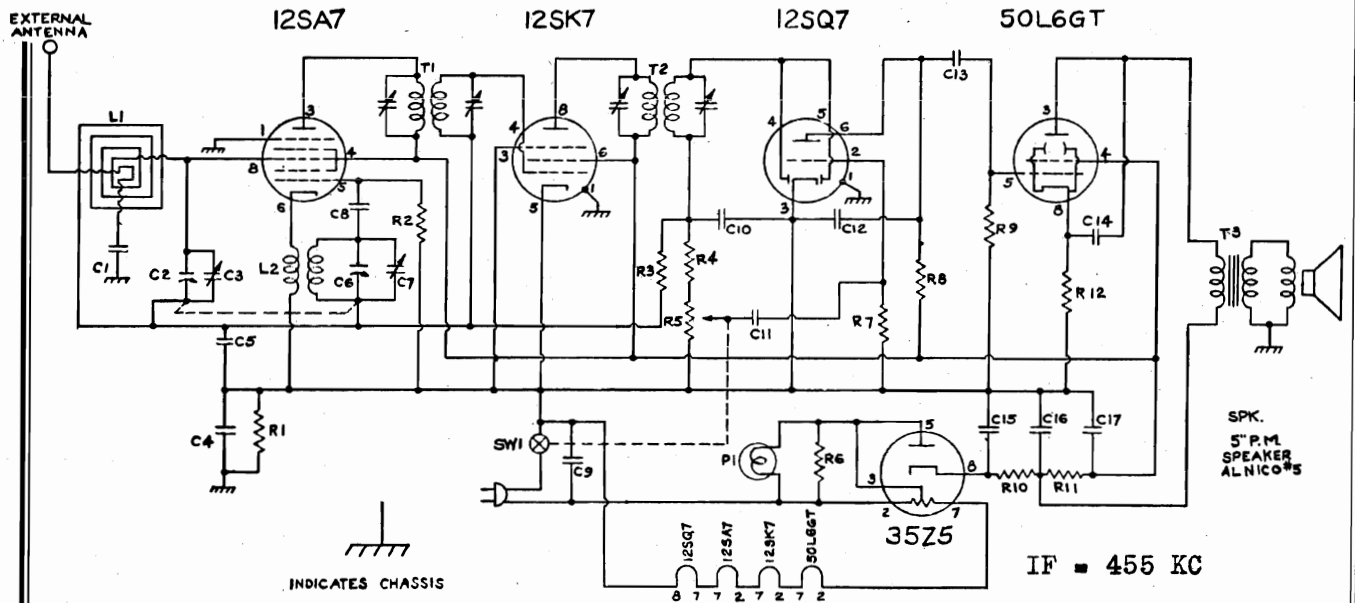 12SA7
12SK7
12SQ7
50L6GT
EXTERNAL
ANTENNA
C13
T1
T2
3
8
5
6
3
L1
1
8
4
5
4
3
6
4
2
4
5
6
5
1
3
1
8
C8
R2
C10
C12
R9
C14
T3
C1
C2
C3
L2
C6
C7
R3
R4
R8
R12
R5
C11
R7
C5
C4
R1
SW1
C9
P1
R6
5
8
C15
C16
C17
R10
R11
3
2
7
35Z5
SPK.
5" P.M.
SPEAKER
ALNICO #5
12SQ7
12SA7
12SK7
50L6GT
8 7 7 2 7 2 7 2
INDICATES CHASSIS
IF = 455 KC